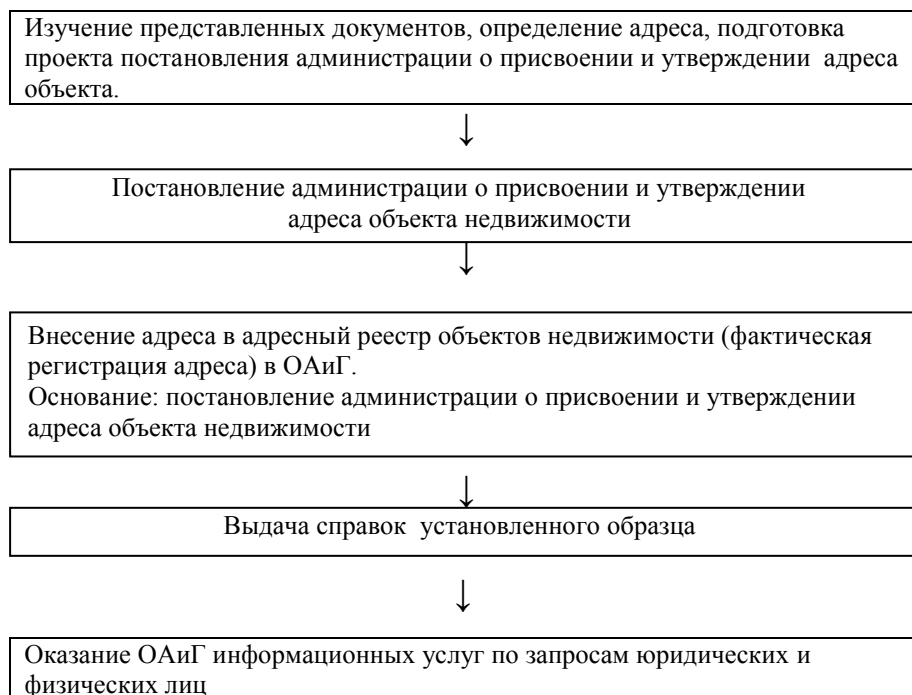 Изучение представленных документов, определение адреса, подготовка
проекта постановления администрации о присвоении и утверждении адреса
объекта.
↓
Постановление администрации о присвоении и утверждении
адреса объекта недвижимости
↓
Внесение адреса в адресный реестр объектов недвижимости (фактическая
регистрация адреса) в ОАиГ.
Основание: постановление администрации о присвоении и утверждении
адреса объекта недвижимости
↓
Выдача справок установленного образца
↓
Оказание ОАиГ информационных услуг по запросам юридических и
физических лиц